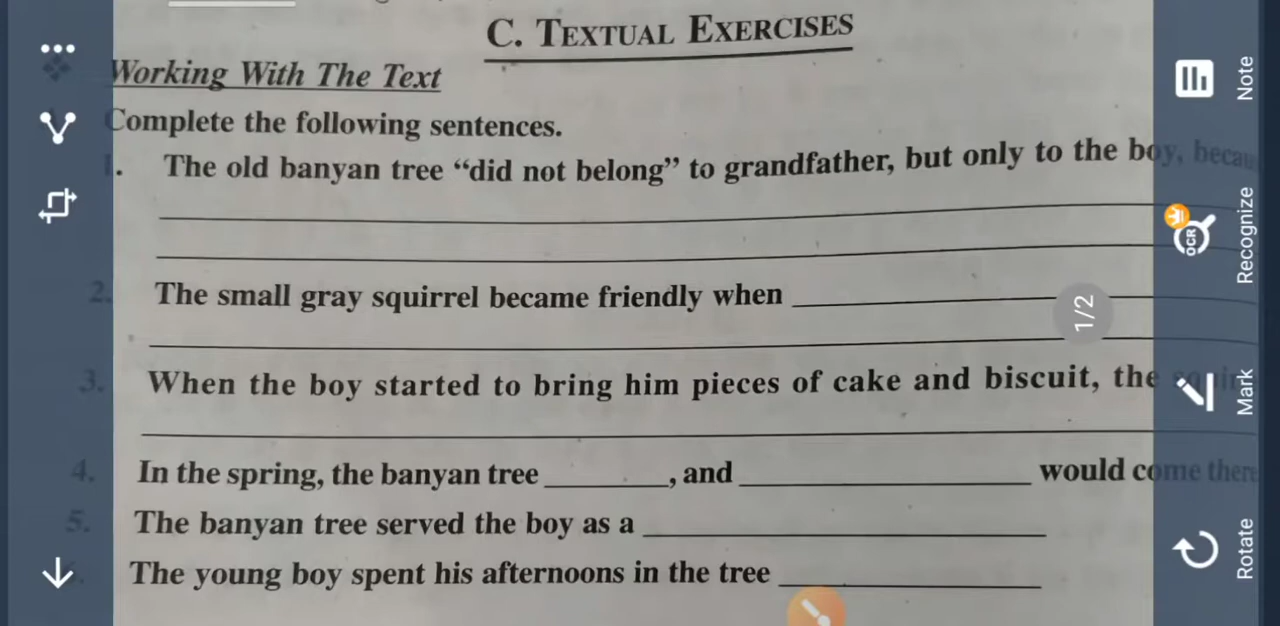 C. TEXTUAL EXERCISES
Working With The Text
Complete the following sentences.
1. The old banyan tree “did not belong” to grandfather, but only to the boy,
2. The small gray squirrel became friendly when
3. When the boy started to bring him pieces of cake and biscuit, the
4. In the spring, the banyan tree ________, and ________ would come there
5. The banyan tree served the boy as a
The young boy spent his afternoons in the tree
Note
Recognize
OCR
1/2
Mark
Rotate